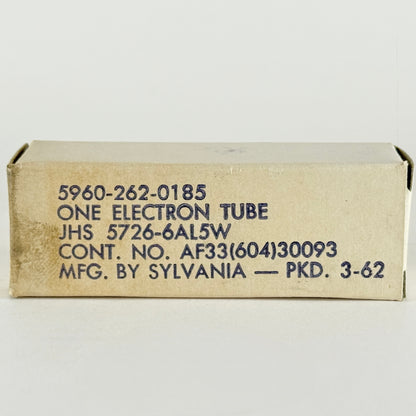 5960-262-0185
ONE ELECTRON TUBE
JHS 5726-6AL5W
CONT. NO. AF33(604)30093
MFG. BY SYLVANIA — PKD. 3-62